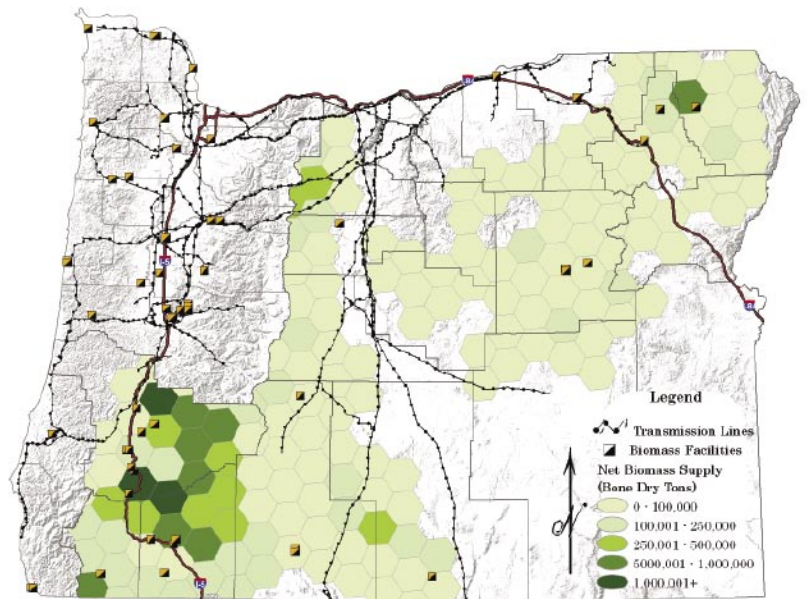 84
5
84
5
Legend
Transmission Lines
Biomass Facilities
Net Biomass Supply
(Bone Dry Tons)
0 - 100,000
100,001 - 250,000
250,001 - 500,000
5000,001 - 1,000,000
1,000,001+
N